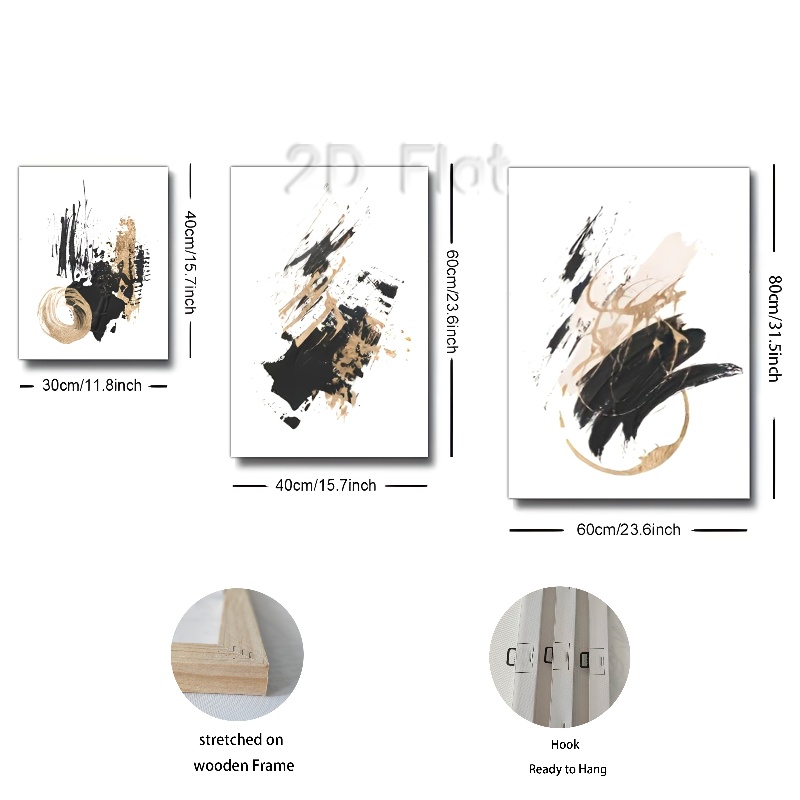 2D Flat
40cm/15.7inch
60cm/23.6inch
80cm/31.5inch
30cm/11.8inch
40cm/15.7inch
60cm/23.6inch
stretched on
wooden Frame
Hook
Ready to Hang